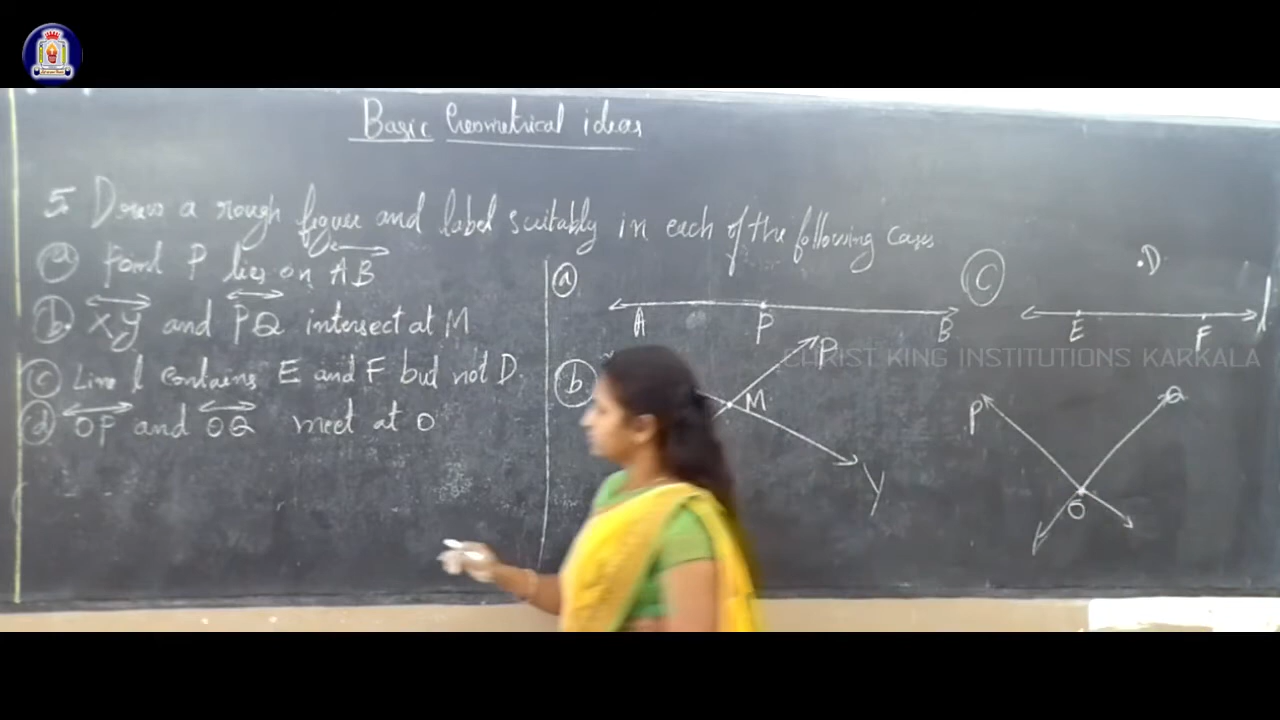 Basic Geometrical ideas
5. Draw a rough figure and label suitably in each of the following cases
(a) Point P lies on AB
(b) XY and PQ intersect at M
(c) Line l contains E and F but not D.
(d) OP and OQ meet at O
(a)
A P B
(b)
P
M
Y
(C)
.D
E F l
P Q
O
CHRIST KING INSTITUTIONS KARKALA